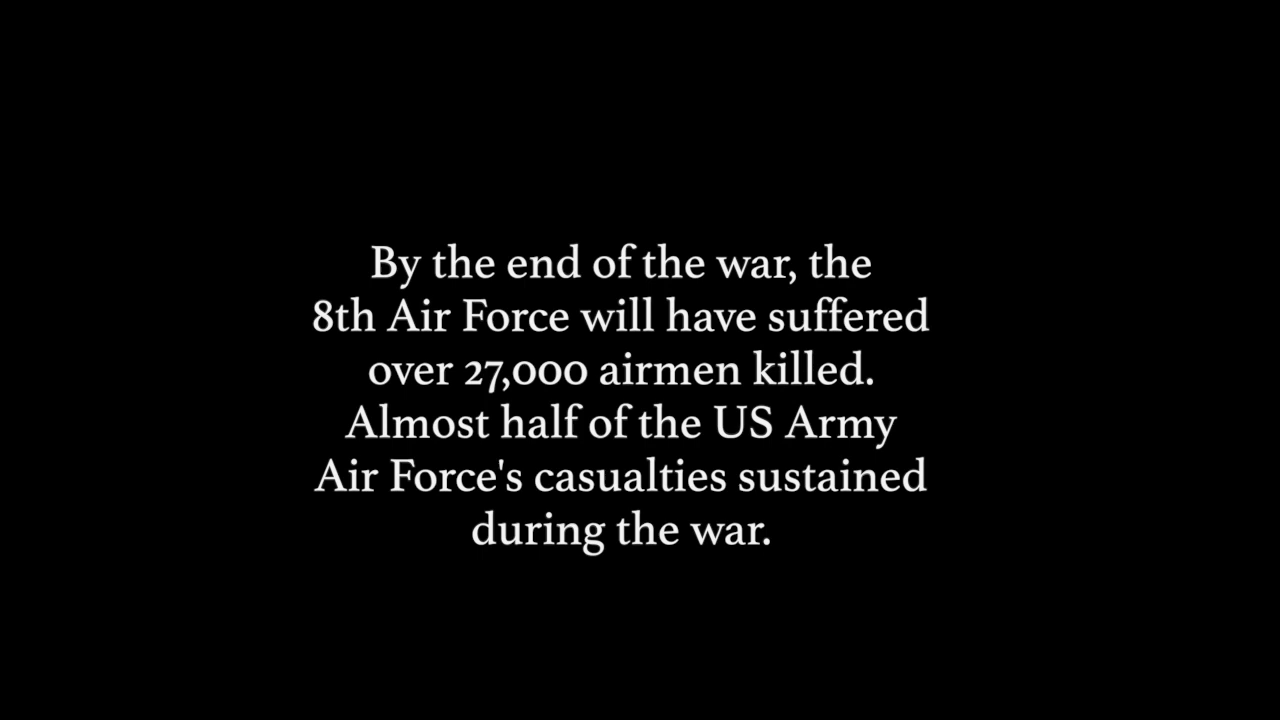 By the end of the war, the
8th Air Force will have suffered
over 27,000 airmen killed.
Almost half of the US Army
Air Force's casualties sustained
during the war.